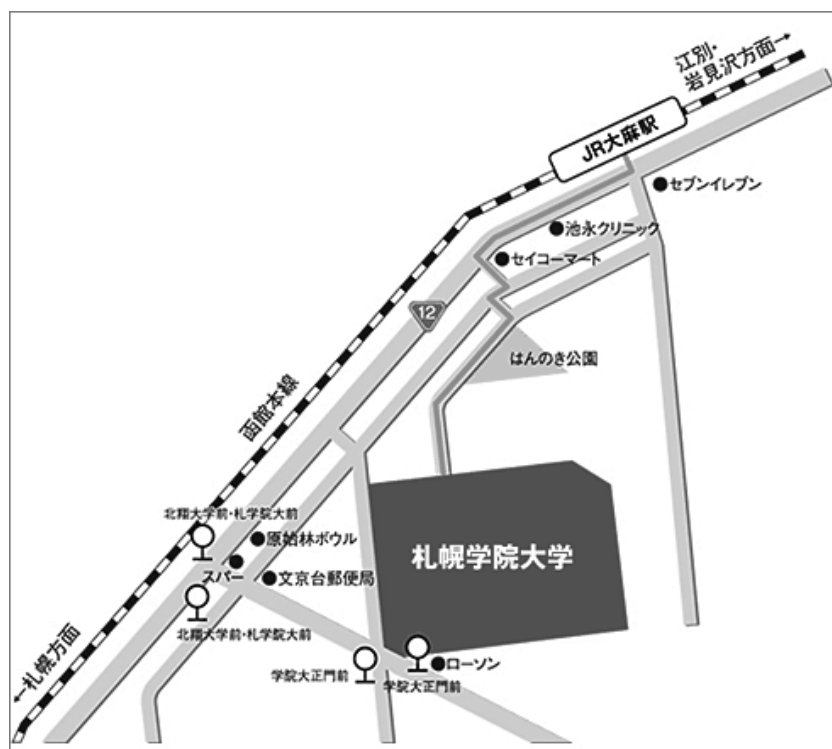 江別・
岩見沢方面→
JR大麻駅
セブンイレブン
池永クリニック
セイコーマート
12
はんのき公園
函館本線
北翔大学前・札学院大前
原始林ボウル
スパー
文京台郵便局
札幌学院大学
北翔大学前・札学院大前
←札幌方面
学院大正門前
ローソン
学院大正門前